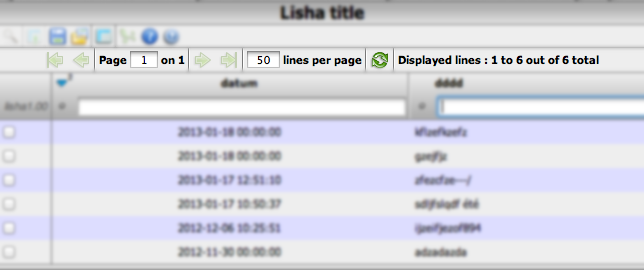 Lisha title
Page 1 on 1 50 lines per page Displayed lines : 1 to 6 out of 6 total
datum dddd
2013-01-18 00:00:00
2013-01-18 00:00:00
2013-01-17 12:51:10
2013-01-17 10:50:37
2012-12-06 10:25:51
2012-11-30 00:00:00 adzadazda